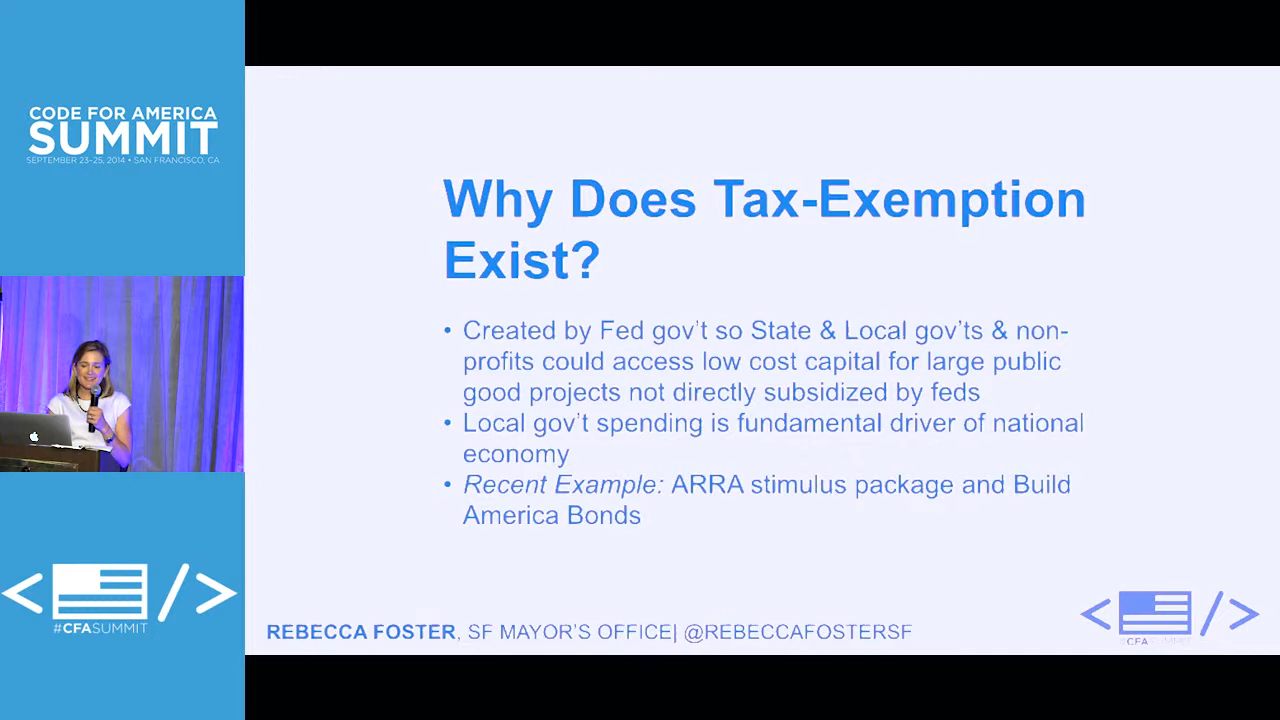 CODE FOR AMERICA
SUMMIT
SEPTEMBER 23-25, 2014 • SAN FRANCISCO, CA
Why Does Tax-Exemption
Exist?
• Created by Fed gov't so State & Local gov'ts & non-
profits could access low cost capital for large public
good projects not directly subsidized by feds
• Local gov't spending is fundamental driver of national
economy
• Recent Example: ARRA stimulus package and Build
America Bonds
#CFASUMMIT
REBECCA FOSTER, SF MAYOR'S OFFICE| @REBECCAFOSTERSF
#CFASUMMIT